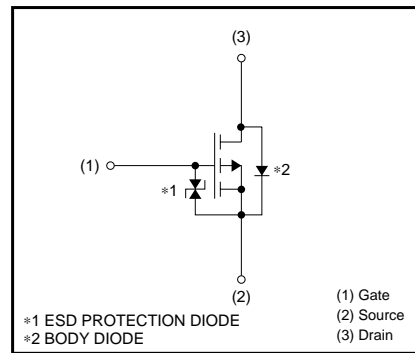 (3)
(1)
∗1
∗2
(2)
∗1 ESD PROTECTION DIODE
∗2 BODY DIODE
(1) Gate
(2) Source
(3) Drain